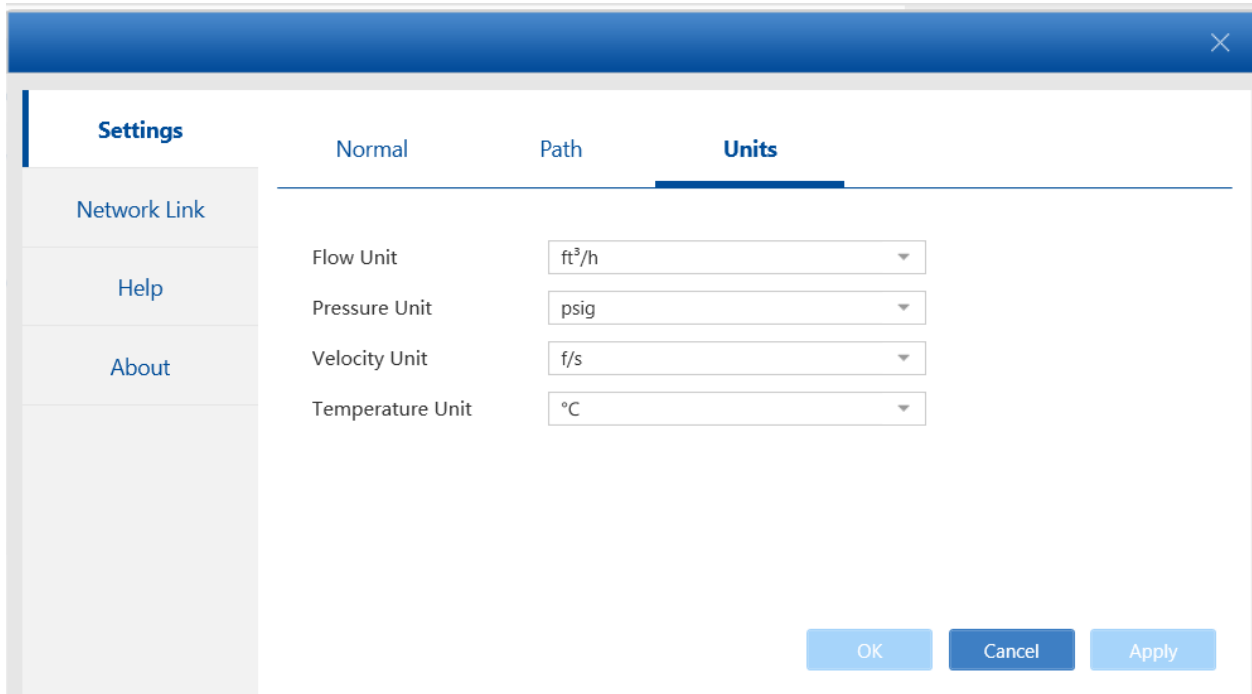 Settings
Network Link
Help
About
Normal Path Units
Flow Unit ft³/h
Pressure Unit psig
Velocity Unit f/s
Temperature Unit °C
OK Cancel Apply